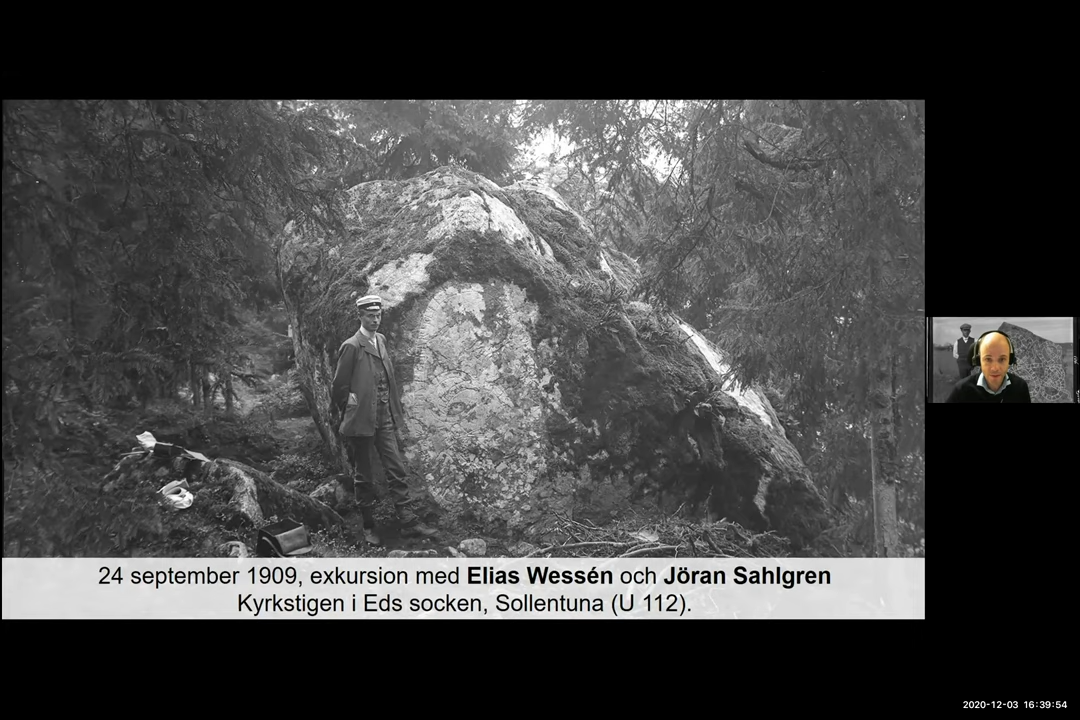 24 september 1909, exkursion med Elias Wessén och Jöran Sahlgren
Kyrkstigen i Eds socken, Sollentuna (U 112).
2020-12-03 16:39:54